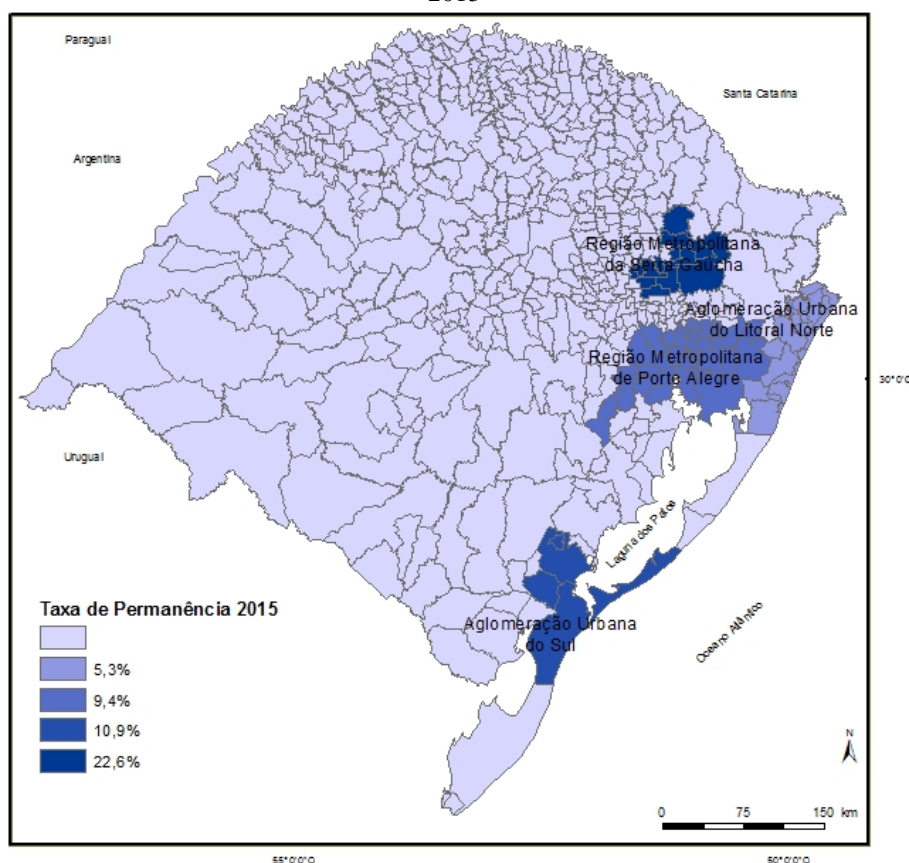 2015
Paraguai
Santa Catarina
Argentina
Região Metropolitana
da Serra Gaúcha
Aglomeração Urbana
do Litoral Norte
Região Metropolitana
de Porto Alegre
30°0'0"
Uruguai
Laguna dos Patos
Taxa de Permanência 2015
Aglomeração Urbana
do Sul
Oceano Atlântico
5,3%
9,4%
10,9%
22,6%
N
0 75 150 km
55°0'0"O
50°0'0"O